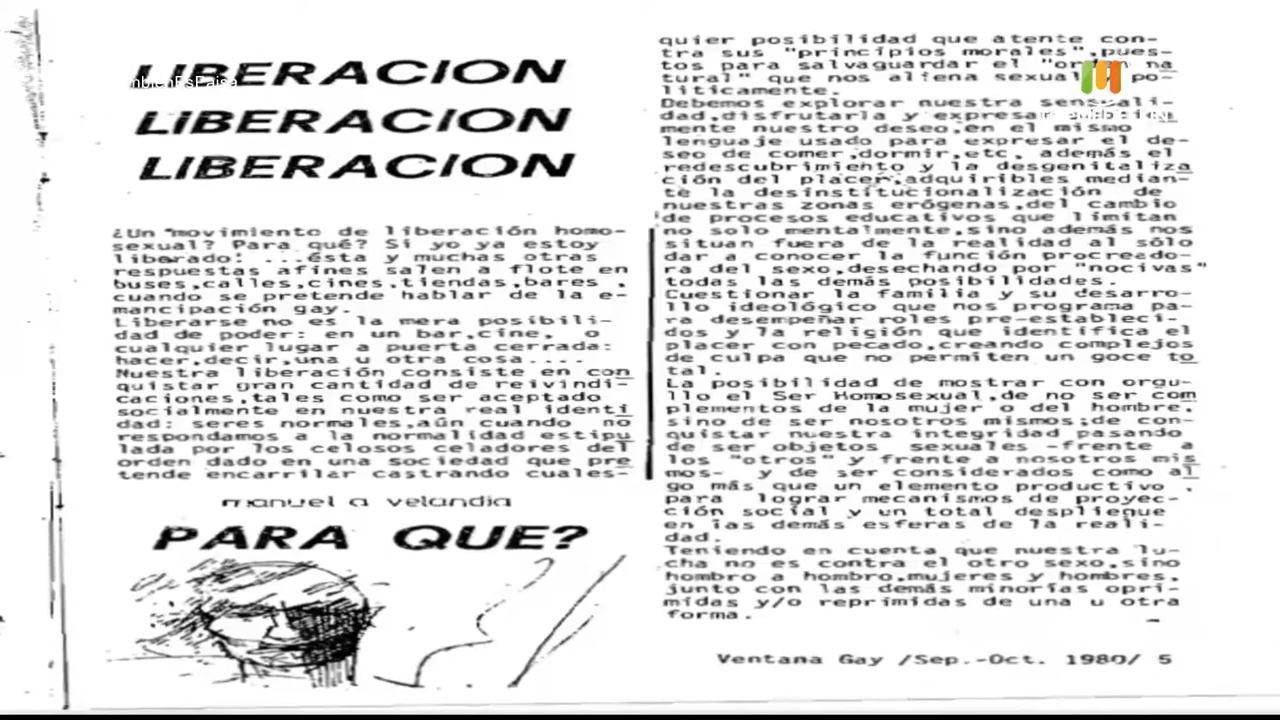 LIBERACION
LIBERACION
LIBERACION
¿Un "movimiento de liberación homo-
sexual? Para qué? Si yo ya estoy
liberado! ...ésta y muchas otras
respuestas afines salen a flote en
buses,calles,cines,tiendas,bares ,
cuando se pretende hablar de la e-
mancipación gay.
Liberarse no es la mera posibili-
dad de poder: en un bar,cine, o
cualquier lugar a puerta cerrada:
hacer,decir,una u otra cosa....
Nuestra liberación consiste en con
quistar gran cantidad de reivindi-
caciones,tales como ser aceptado
socialmente en nuestra real identi
dad: seres normales,aún cuando no
respondamos a la normalidad estipu
lada por los celosos celadores del
orden dado en una sociedad que pre
tende encarrilar castrando cuales-
manuel a velandia
PARA QUE?
quier posibilidad que atente con-
tra sus "principios morales",pues-
tos para salvaguardar el "orden na
tural" que nos aliena sexual y po-
líticamente.
Debemos explorar nuestra sensuali-
dad,disfrutarla y expresar
mente nuestro deseo,en el mismo
lenguaje usado para expresar el de-
seo de comer,dormir,etc, además el
redescubrimiento y la desgenitaliza
ción del placer,adquiribles median-
te la desinstitucionalización de
nuestras zonas erógenas,del cambio
de procesos educativos que limitan
no solo mentalmente,sino además nos
situan fuera de la realidad al sólo
dar a conocer la función procreado-
ra del sexo,desechando por "nocivas"
todas las demás posibilidades.
Cuestionar la familia y su desarro-
llo ideológico que nos programa pa-
ra desempeñar roles pre-estableci-
dos y la religión que identifica el
placer con pecado,creando complejos
de culpa que no permiten un goce to
tal.
La posibilidad de mostrar con orgu-
llo el Ser Homosexual,de no ser com
plementos de la mujer o del hombre,
sino de ser nosotros mismos;de con-
quistar nuestra integridad pasando
de ser objetos sexuales -frente a
los "otros" y frente a nosotros mis
mos- y de ser considerados como al
go más que un elemento productivo ,
para lograr mecanismos de proyec-
ción social y un total despliegue
en las demás esferas de la reali-
dad.
Teniendo en cuenta que nuestra lu-
cha no es contra el otro sexo,sino
hombro a hombro,mujeres y hombres,
junto con las demás minorías opri-
midas y/o reprimidas de una u otra
forma.
Ventana Gay /Sep.-Oct. 1980/ 5